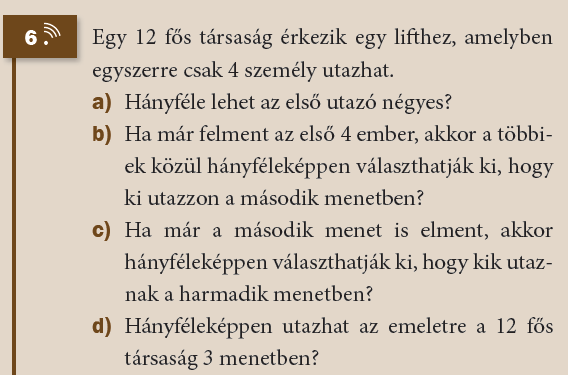 6.
Egy 12 fős társaság érkezik egy lifthez, amelyben
egyszerre csak 4 személy utazhat.
a) Hányféle lehet az első utazó négyes?
b) Ha már felment az első 4 ember, akkor a többi-
ek közül hányféleképpen választhatják ki, hogy
ki utazzon a második menetben?
c) Ha már a második menet is elment, akkor
hányféleképpen választhatják ki, hogy kik utaz-
nak a harmadik menetben?
d) Hányféleképpen utazhat az emeletre a 12 fős
társaság 3 menetben?